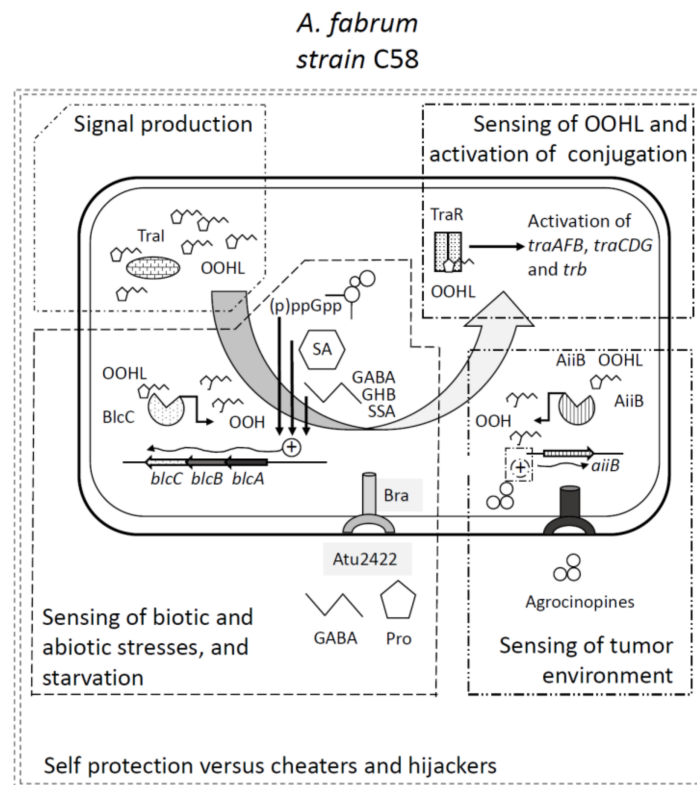 A. fabrum
strain C58
Signal production
Sensing of OOHL and
activation of conjugation
TraI
OOHL
TraR
OOHL
Activation of
traAFB, traCDG
and trb
(p)ppGpp
SA
GABA
GHB
SSA
OOHL
BlcC
OOH
+
blcC blcB blcA
AiiB OOHL
AiiB
OOH
+
aiiB
Bra
Atu2422
GABA
Pro
Agrocinopines
Sensing of biotic and
abiotic stresses, and
starvation
Sensing of tumor
environment
Self protection versus cheaters and hijackers